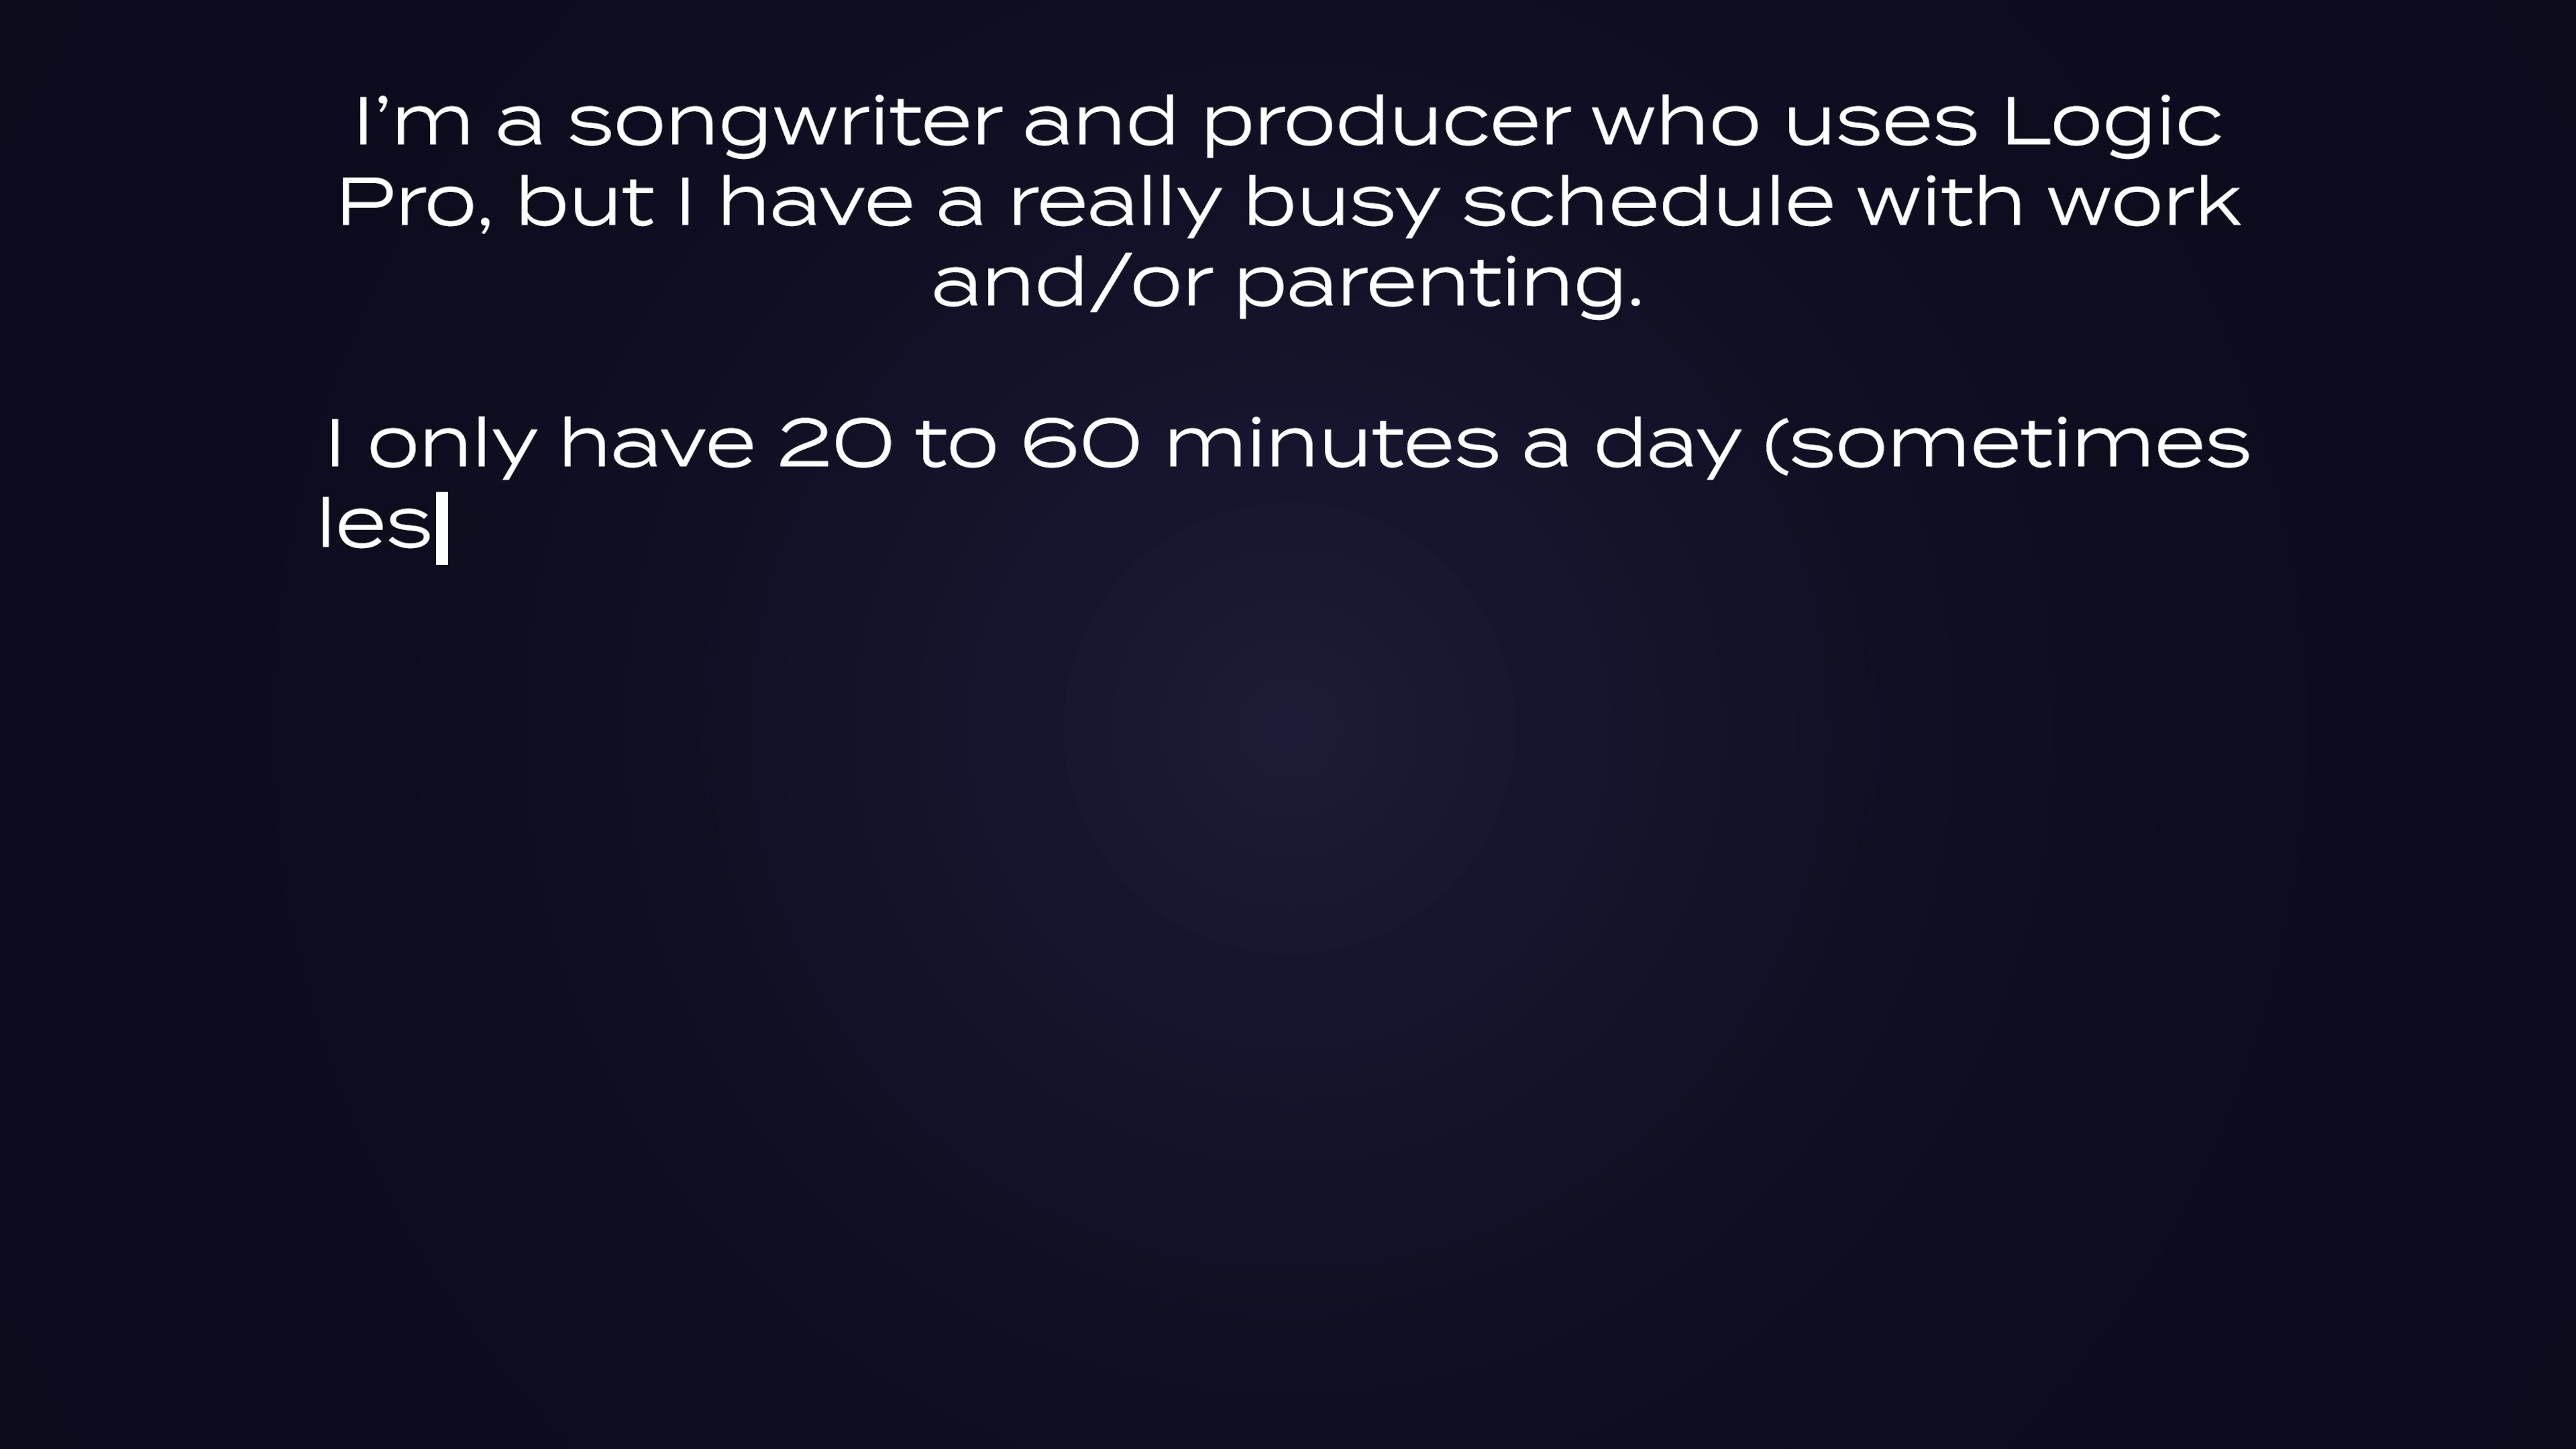 I’m a songwriter and producer who uses Logic
Pro, but I have a really busy schedule with work
and/or parenting.
I only have 20 to 60 minutes a day (sometimes
les